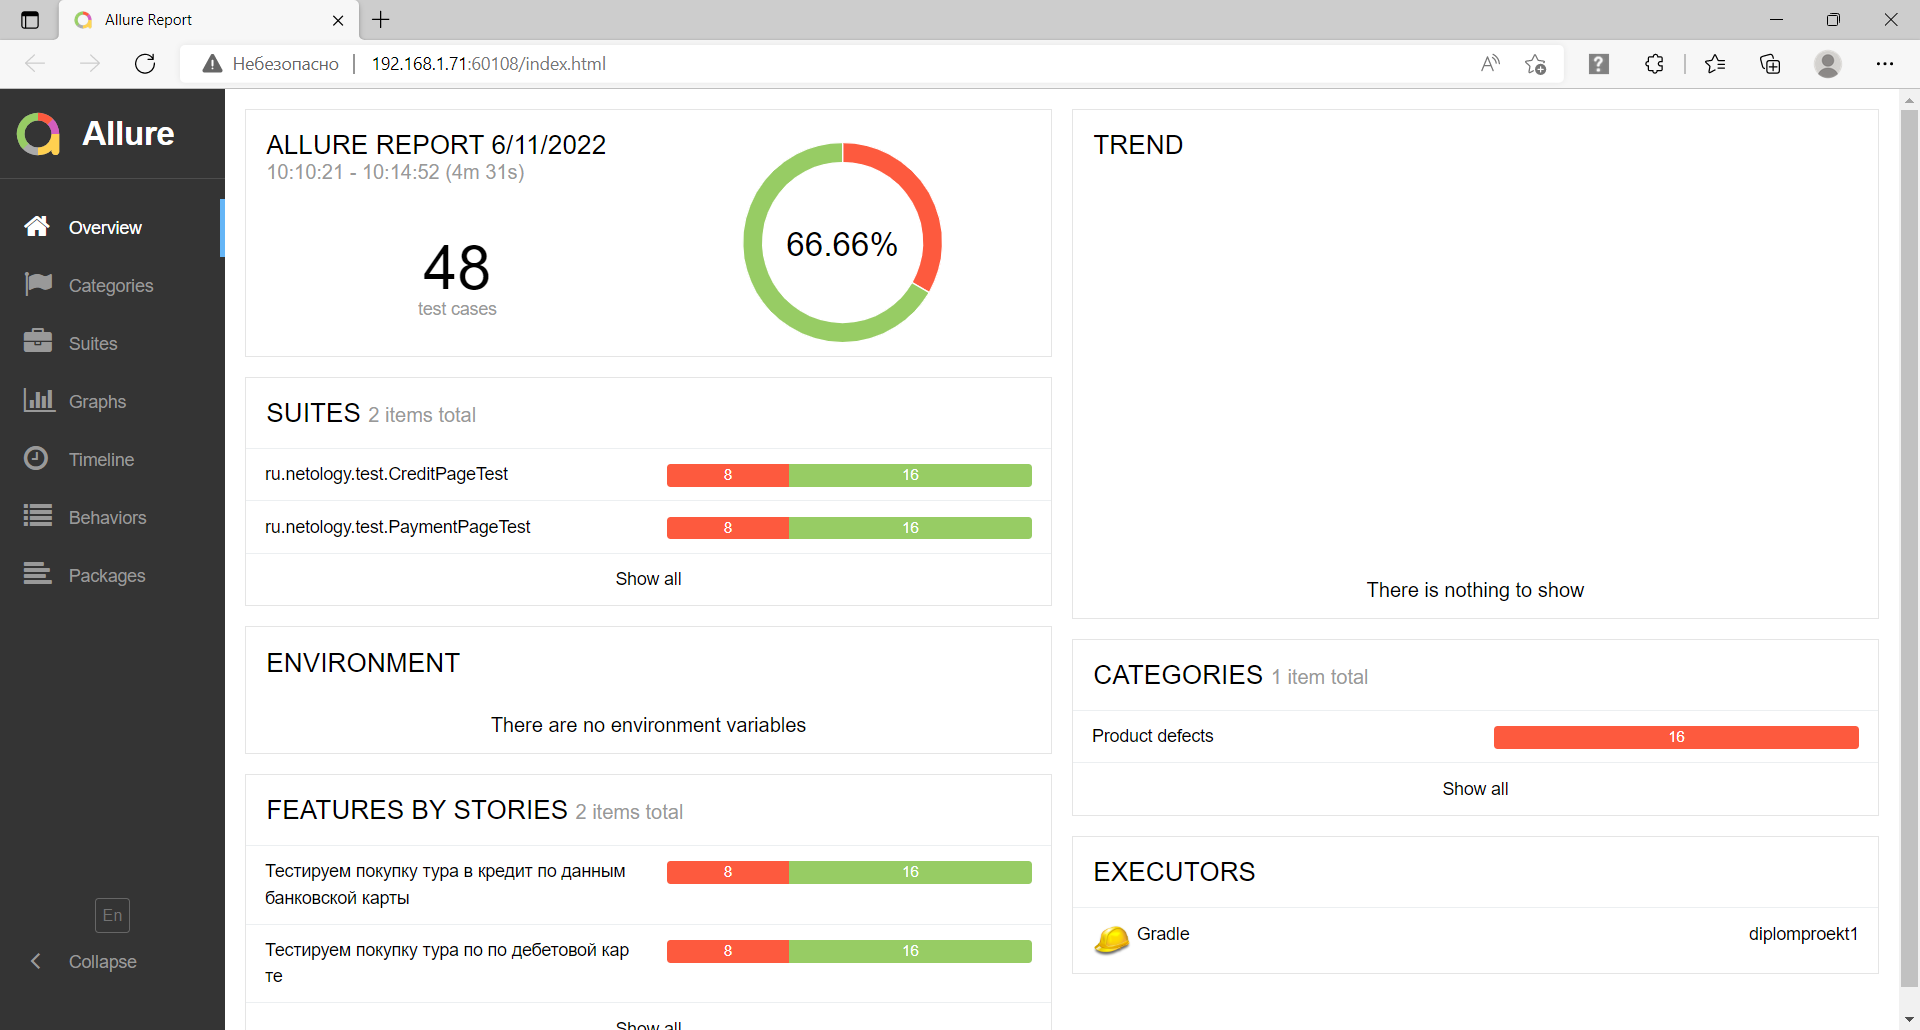 Allure Report
Небезопасно
192.168.1.71:60108/index.html
Allure
Overview
Categories
Suites
Graphs
Timeline
Behaviors
Packages
En
Collapse
ALLURE REPORT 6/11/2022
10:10:21 - 10:14:52 (4m 31s)
48
test cases
66.66%
SUITES 2 items total
ru.netology.test.CreditPageTest 8 16
ru.netology.test.PaymentPageTest 8 16
Show all
ENVIRONMENT
There are no environment variables
FEATURES BY STORIES 2 items total
Тестируем покупку тура в кредит по данным
банковской карты
8 16
Тестируем покупку тура по по дебетовой кар
те
8 16
Show all
TREND
There is nothing to show
CATEGORIES 1 item total
Product defects 16
Show all
EXECUTORS
Gradle diplomproekt1